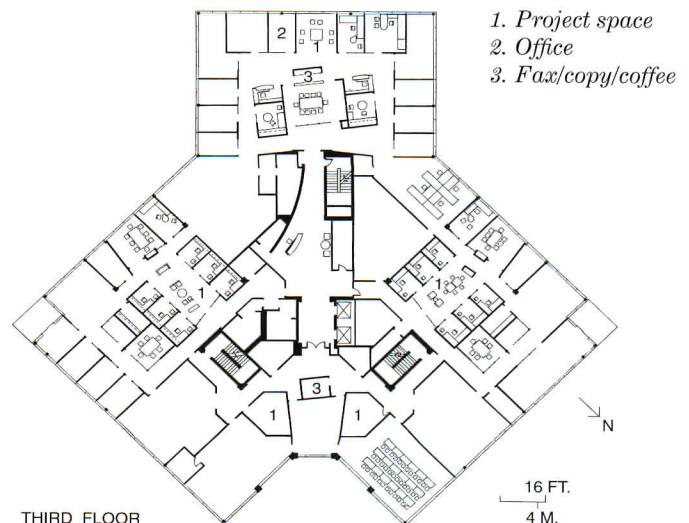 1. Project space
2. Office
3. Fax/copy/coffee
2
1
3
1
1
3
1
1
N
16 FT.
4 M.
THIRD FLOOR